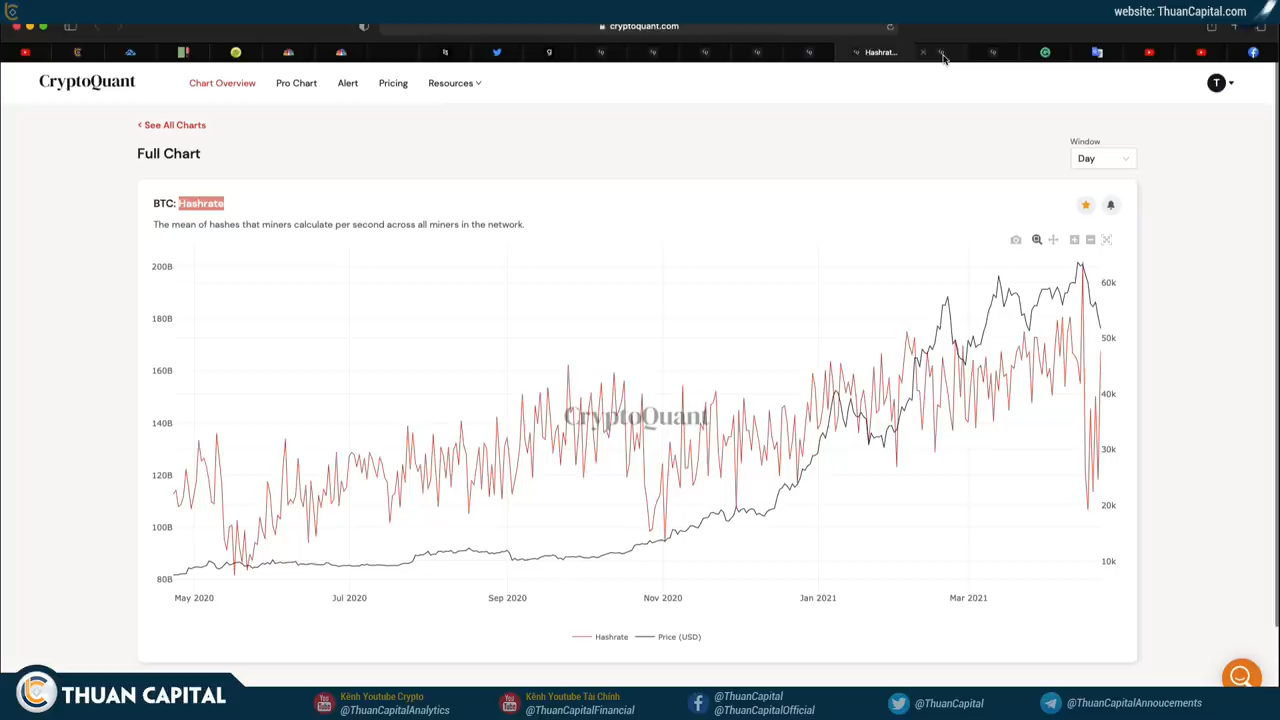 website: ThuanCapital.com
cryptoquant.com
Hashrat...
CryptoQuant
Chart Overview
Pro Chart
Alert
Pricing
Resources
T
< See All Charts
Full Chart
Window
Day
BTC: Hashrate
The mean of hashes that miners calculate per second across all miners in the network.
200B
180B
160B
140B
120B
100B
80B
60k
50k
40k
30k
20k
10k
CryptoQuant
May 2020
Jul 2020
Sep 2020
Nov 2020
Jan 2021
Mar 2021
Hashrate
Price (USD)
THUAN CAPITAL
Kênh Youtube Crypto
@ThuanCapitalAnalytics
Kênh Youtube Tài Chính
@ThuanCapitalFinancial
@ThuanCapital
@ThuanCapitalOfficial
@ThuanCapital
@ThuanCapitalAnnoucements